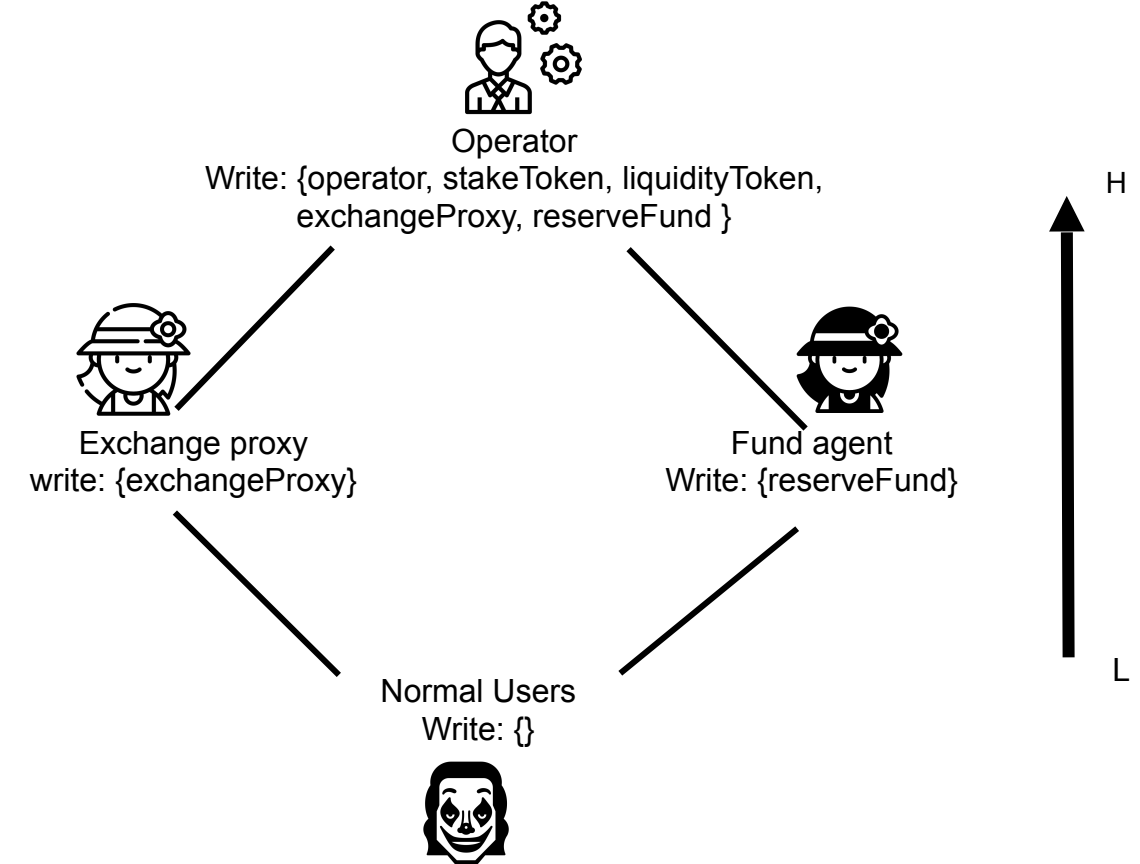 Operator
Write: {operator, stakeToken, liquidityToken,
exchangeProxy, reserveFund }
H
Exchange proxy
write: {exchangeProxy}
Fund agent
Write: {reserveFund}
Normal Users
Write: {}
L